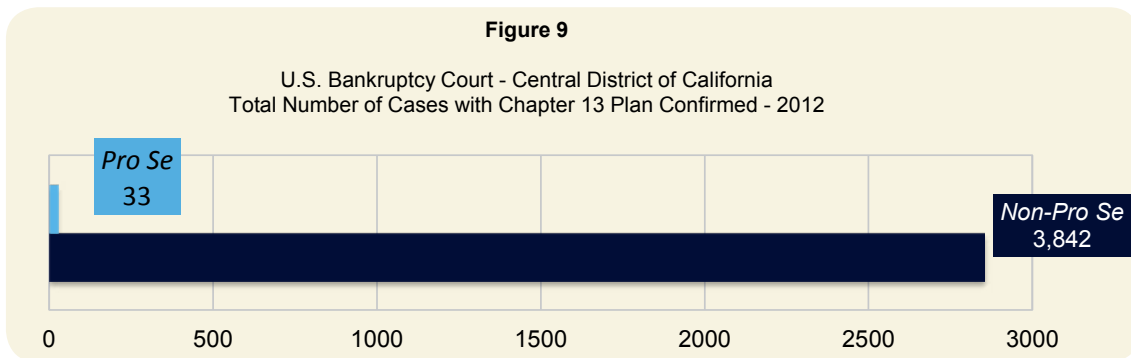 Figure 9
U.S. Bankruptcy Court - Central District of California
Total Number of Cases with Chapter 13 Plan Confirmed - 2012
Pro Se
33
Non-Pro Se
3,842
0 500 1000 1500 2000 2500 3000